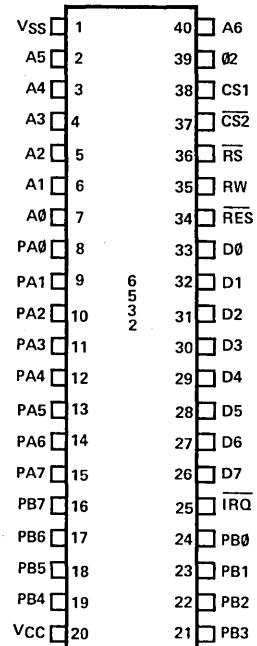 VSS 1 40 A6
A5 2 39 Ø2
A4 3 38 CS1
A3 4 37 CS2
A2 5 36 RS
A1 6 35 RW
AØ 7 34 RES
PAØ 8 33 DØ
PA1 9 6 32 D1
PA2 10 5 31 D2
PA3 11 3 30 D3
PA4 12 2 29 D4
PA5 13 28 D5
PA6 14 27 D6
PA7 15 26 D7
PB7 16 25 IRQ
PB6 17 24 PBØ
PB5 18 23 PB1
PB4 19 22 PB2
VCC 20 21 PB3